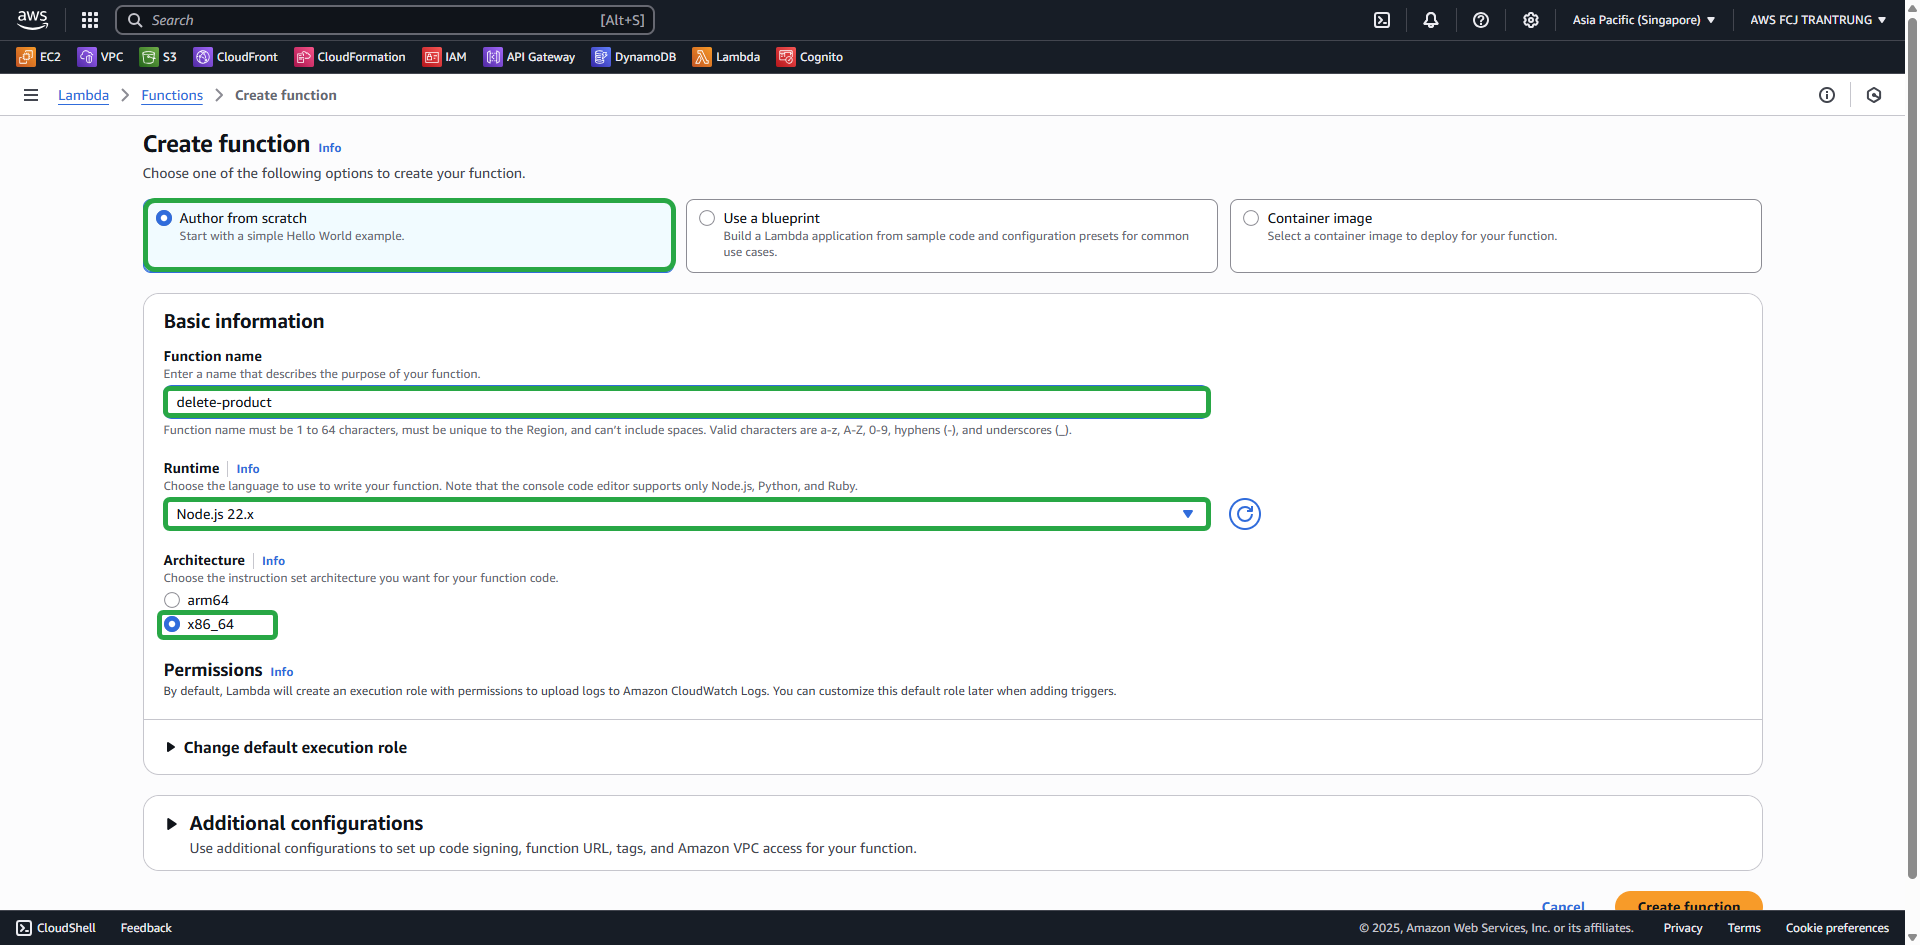 aws
Search [Alt+S]
Asia Pacific (Singapore)
AWS FCJ TRANTRUNG
EC2 VPC S3 CloudFront CloudFormation IAM API Gateway DynamoDB Lambda Cognito
Lambda Functions Create function
Create function Info
Choose one of the following options to create your function.
Author from scratch
Start with a simple Hello World example.
Use a blueprint
Build a Lambda application from sample code and configuration presets for common
use cases.
Container image
Select a container image to deploy for your function.
Basic information
Function name
Enter a name that describes the purpose of your function.
delete-product
Function name must be 1 to 64 characters, must be unique to the Region, and can't include spaces. Valid characters are a-z, A-Z, 0-9, hyphens (-), and underscores (_).
Runtime Info
Choose the language to use to write your function. Note that the console code editor supports only Node.js, Python, and Ruby.
Node.js 22.x
Architecture Info
Choose the instruction set architecture you want for your function code.
arm64
x86_64
Permissions Info
By default, Lambda will create an execution role with permissions to upload logs to Amazon CloudWatch Logs. You can customize this default role later when adding triggers.
Change default execution role
Additional configurations
Use additional configurations to set up code signing, function URL, tags, and Amazon VPC access for your function.
Cancel Create function
CloudShell Feedback © 2025, Amazon Web Services, Inc. or its affiliates. Privacy Terms Cookie preferences